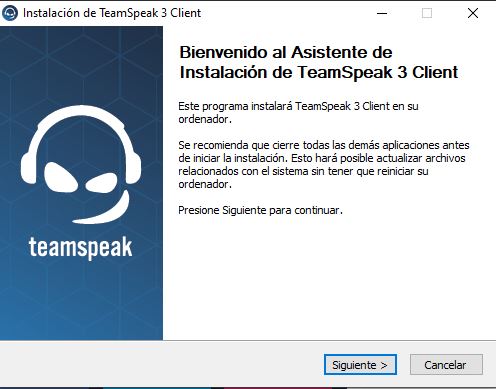 Instalación de TeamSpeak 3 Client
Bienvenido al Asistente de
Instalación de TeamSpeak 3 Client
Este programa instalará TeamSpeak 3 Client en su
ordenador.
Se recomienda que cierre todas las demás aplicaciones antes
de iniciar la instalación. Esto hará posible actualizar archivos
relacionados con el sistema sin tener que reiniciar su
ordenador.
Presione Siguiente para continuar.
teamspeak
Siguiente >
Cancelar